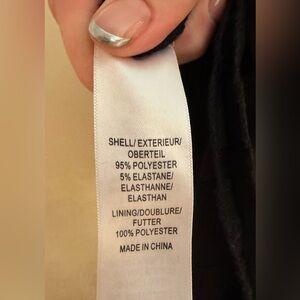 SHELL/ EXTERIEUR/
OBERTEIL
95% POLYESTER
5% ELASTANE/
ELASTHANNE/
ELASTHAN
LINING/DOUBLURE/
FUTTER
100% POLYESTER
MADE IN CHINA